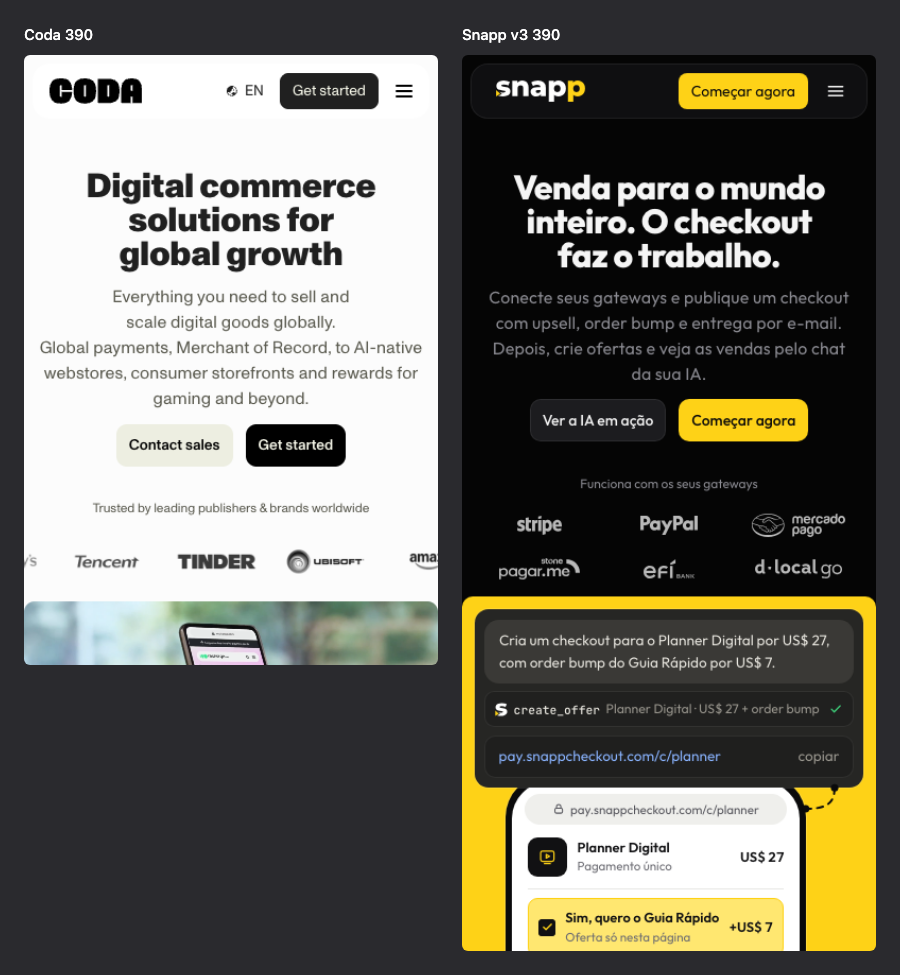 Coda 390
CODA
EN
Get started
Digital commerce
solutions for
global growth
Everything you need to sell and
scale digital goods globally.
Global payments, Merchant of Record, to AI-native
webstores, consumer storefronts and rewards for
gaming and beyond.
Contact sales
Get started
Trusted by leading publishers & brands worldwide
Tencent
TINDER
UBISOFT
Snapp v3 390
snapp
Começar agora
Venda para o mundo
inteiro. O checkout
faz o trabalho.
Conecte seus gateways e publique um checkout
com upsell, order bump e entrega por e-mail.
Depois, crie ofertas e veja as vendas pelo chat
da sua IA.
Ver a IA em ação
Começar agora
Funciona com os seus gateways
stripe
PayPal
mercado
pago
stone
pagar.me
efí BANK
d·local go
Cria um checkout para o Planner Digital por US$ 27,
com order bump do Guia Rápido por US$ 7.
create_offer Planner Digital · US$ 27 + order bump
pay.snappcheckout.com/c/planner
copiar
pay.snappcheckout.com/c/planner
Planner Digital
Pagamento único
US$ 27
Sim, quero o Guia Rápido
Oferta só nesta página
+US$ 7